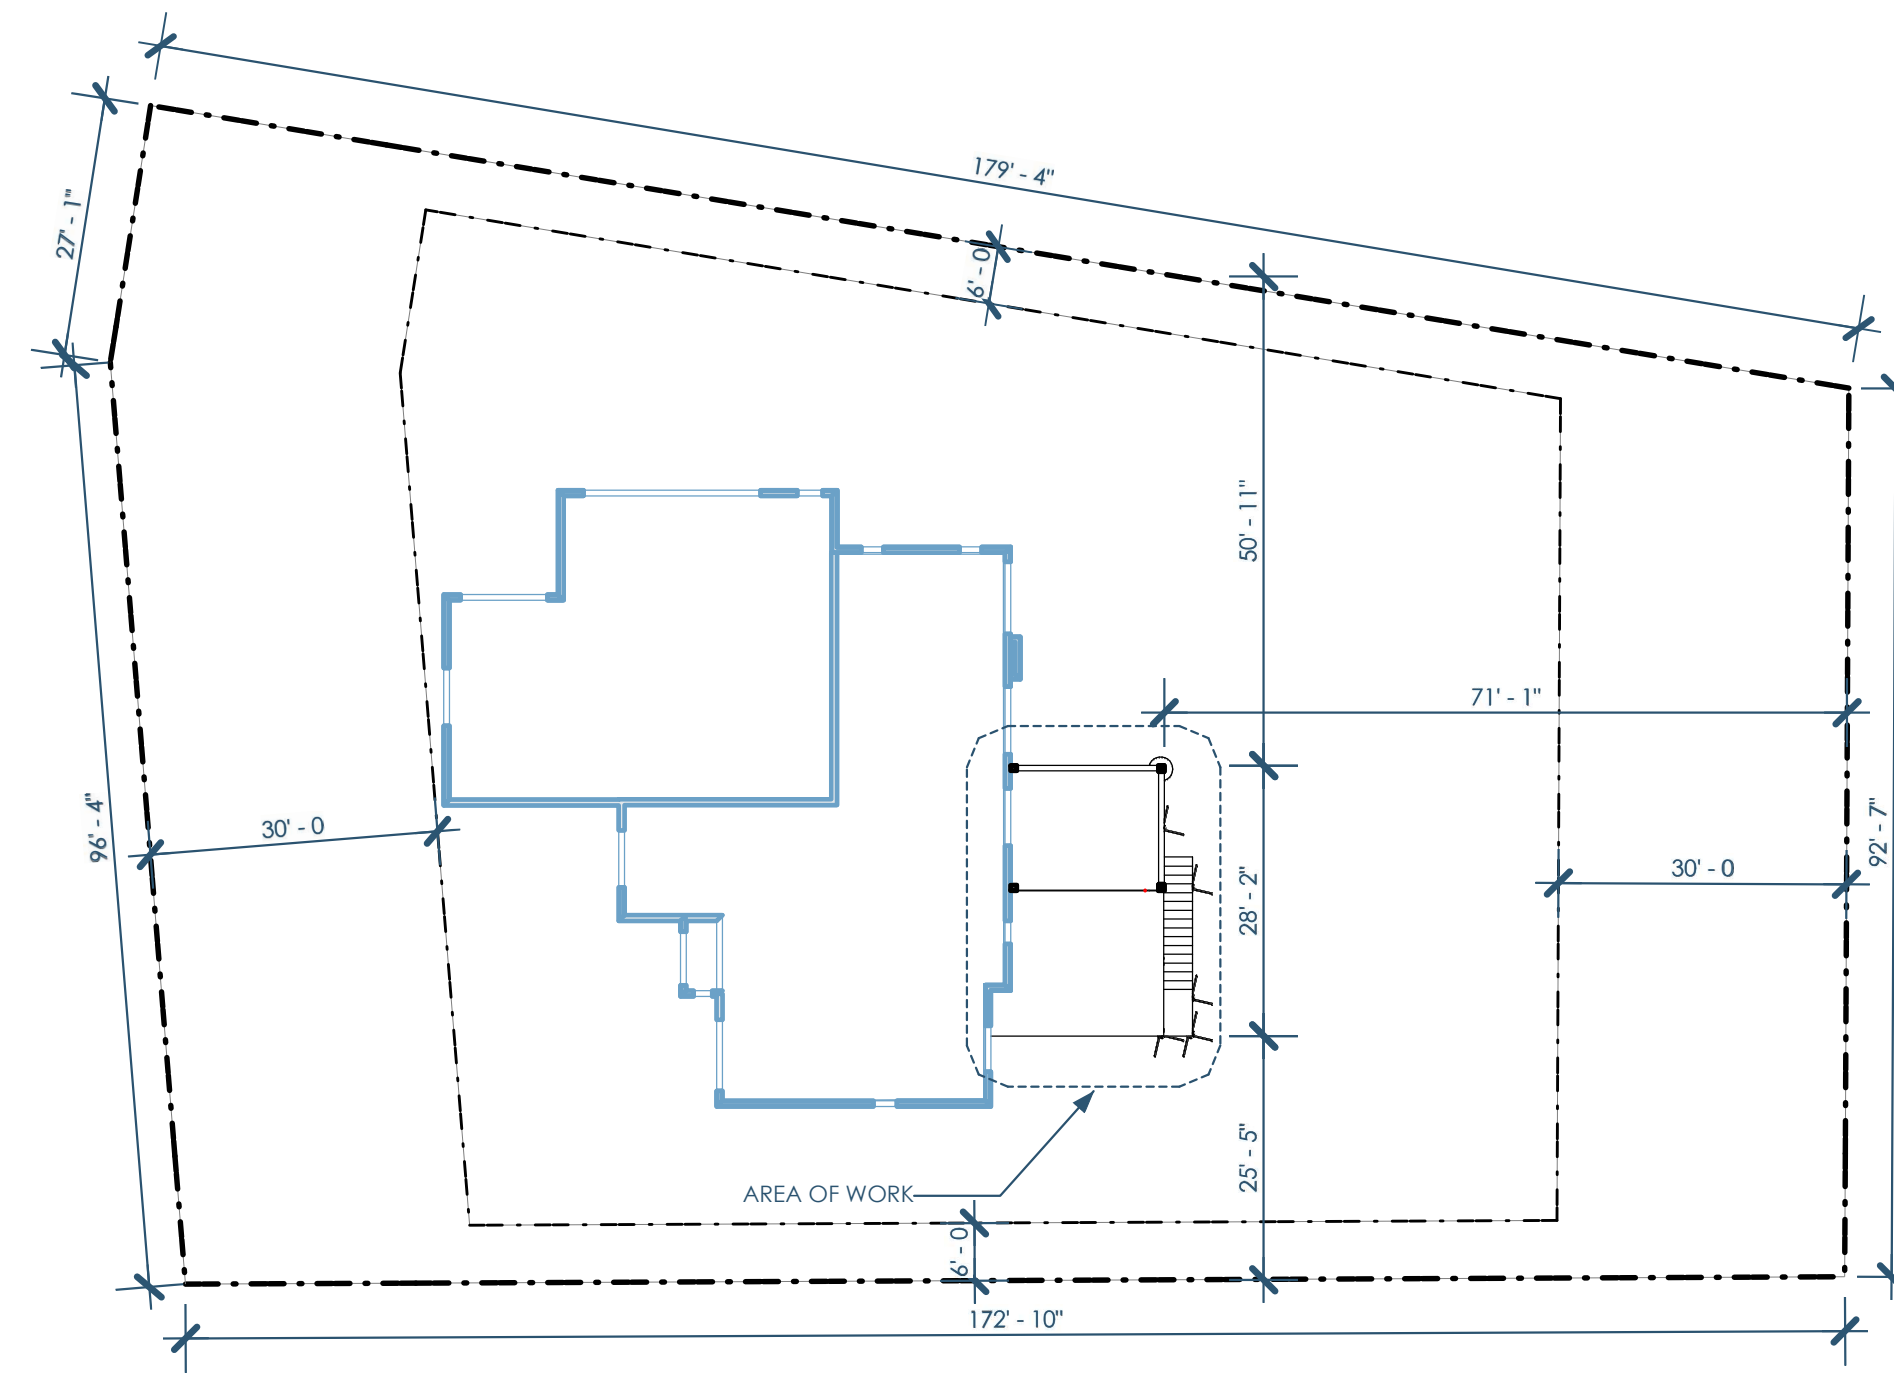 179' - 4"
27' - 1"
6' - 0
50' - 11"
71' - 1"
96' - 4"
30' - 0
92' - 7"
30' - 0
28' - 2"
25' - 5"
AREA OF WORK
6' - 0
172' - 10"